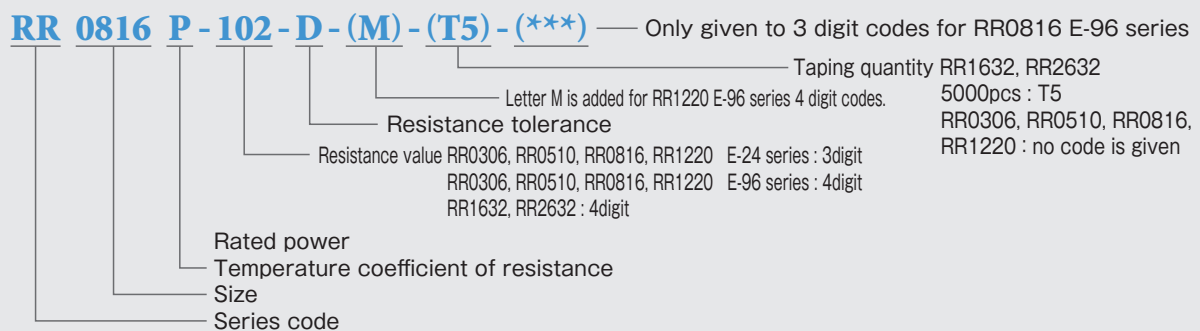 RR 0816 P - 102 - D - (M) - (T5) - (***) Only given to 3 digit codes for RR0816 E-96 series
Taping quantity RR1632, RR2632
5000pcs : T5
RR0306, RR0510, RR0816,
RR1220 : no code is given
Letter M is added for RR1220 E-96 series 4 digit codes.
Resistance tolerance
Resistance value RR0306, RR0510, RR0816, RR1220 E-24 series : 3digit
RR0306, RR0510, RR0816, RR1220 E-96 series : 4digit
RR1632, RR2632 : 4digit
Rated power
Temperature coefficient of resistance
Size
Series code